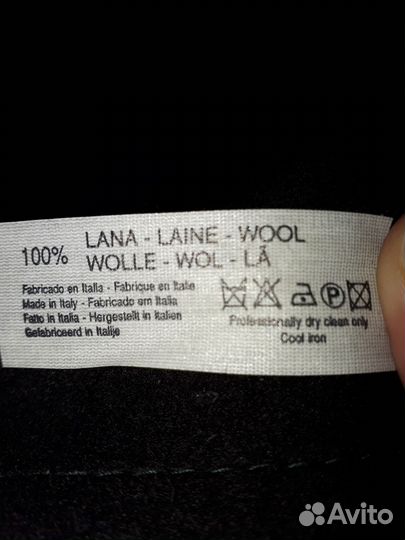 100% LANA - LAINE - WOOL
WOLLE - WOL - LÃ
Fabricado en Italia - Fabrique en Italie
Made in Italy - Fabricado em Italia
Fatto in Italia - Hergestellt in Italien
Gefabriceerd in Italije
P
Professionally dry clean only
Cool iron
Avito